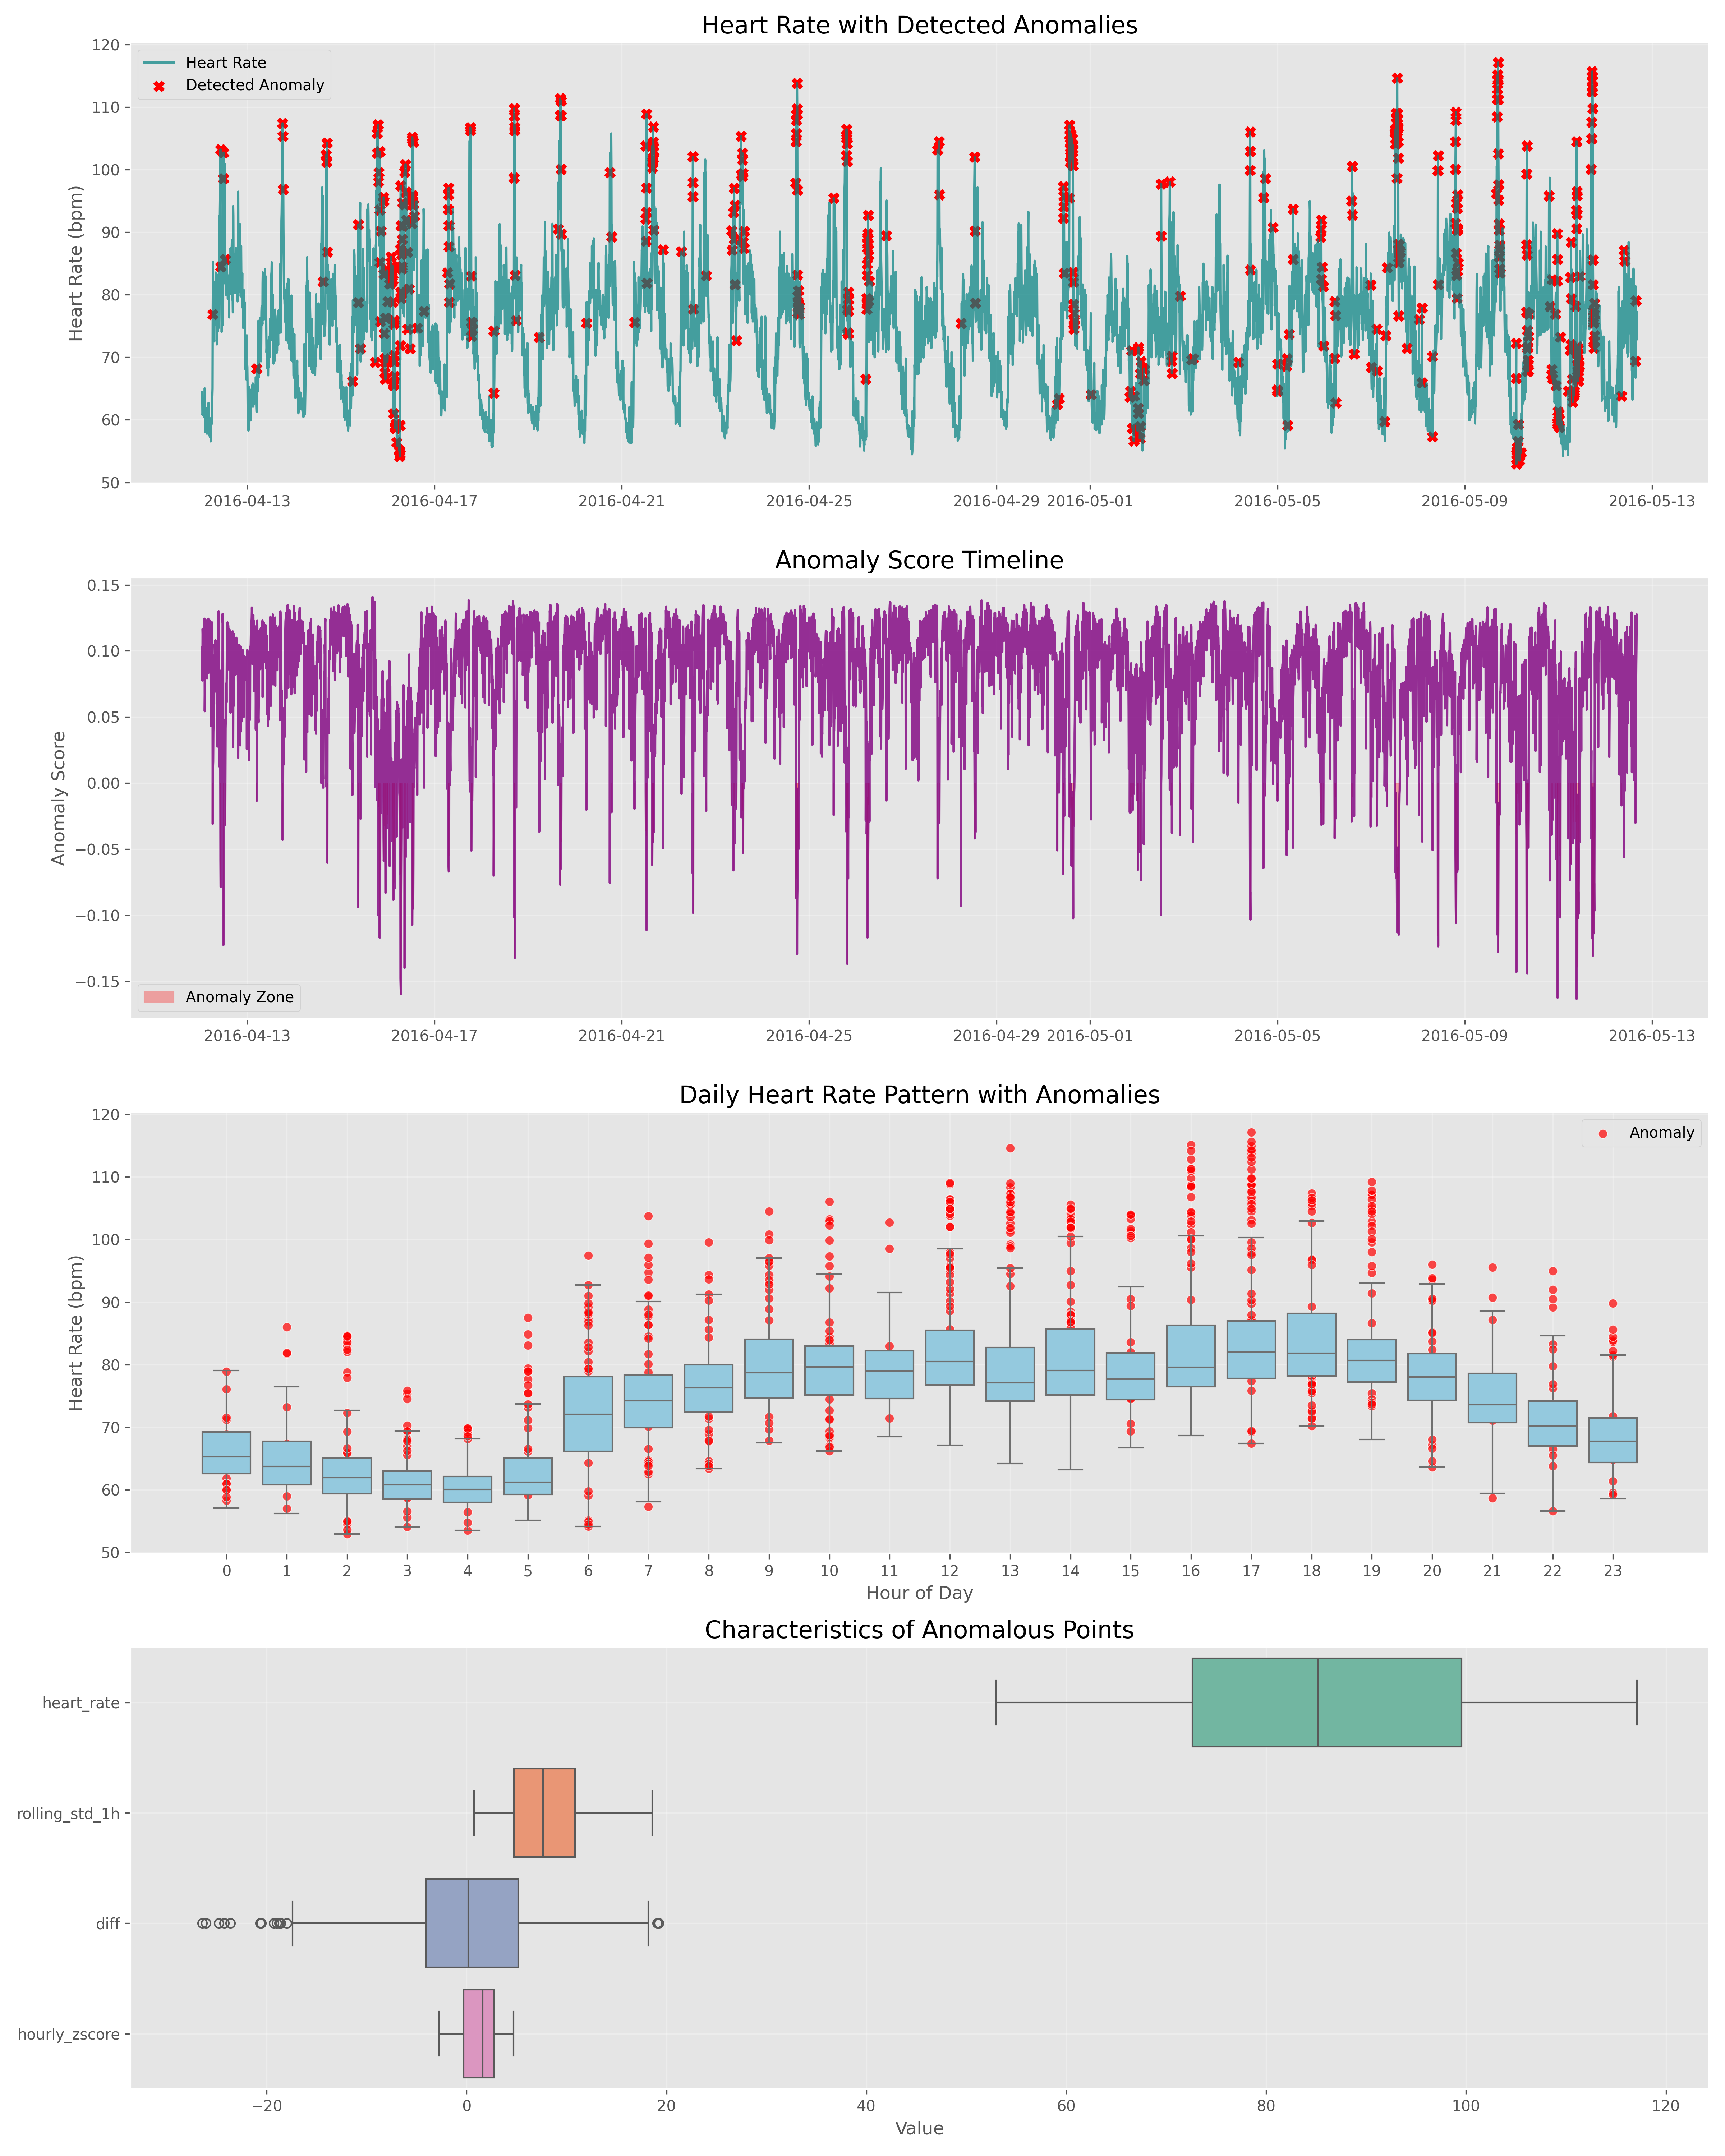 Heart Rate with Detected Anomalies
Heart Rate (bpm)
120
110
100
90
80
70
60
50
Heart Rate
Detected Anomaly
2016-04-13 2016-04-17 2016-04-21 2016-04-25 2016-04-29 2016-05-01 2016-05-05 2016-05-09 2016-05-13
Anomaly Score Timeline
Anomaly Score
0.15
0.10
0.05
0.00
−0.05
−0.10
−0.15
Anomaly Zone
2016-04-13 2016-04-17 2016-04-21 2016-04-25 2016-04-29 2016-05-01 2016-05-05 2016-05-09 2016-05-13
Daily Heart Rate Pattern with Anomalies
Heart Rate (bpm)
120
110
100
90
80
70
60
50
Anomaly
0 1 2 3 4 5 6 7 8 9 10 11 12 13 14 15 16 17 18 19 20 21 22 23
Hour of Day
Characteristics of Anomalous Points
heart_rate
rolling_std_1h
diff
hourly_zscore
−20 0 20 40 60 80 100 120
Value